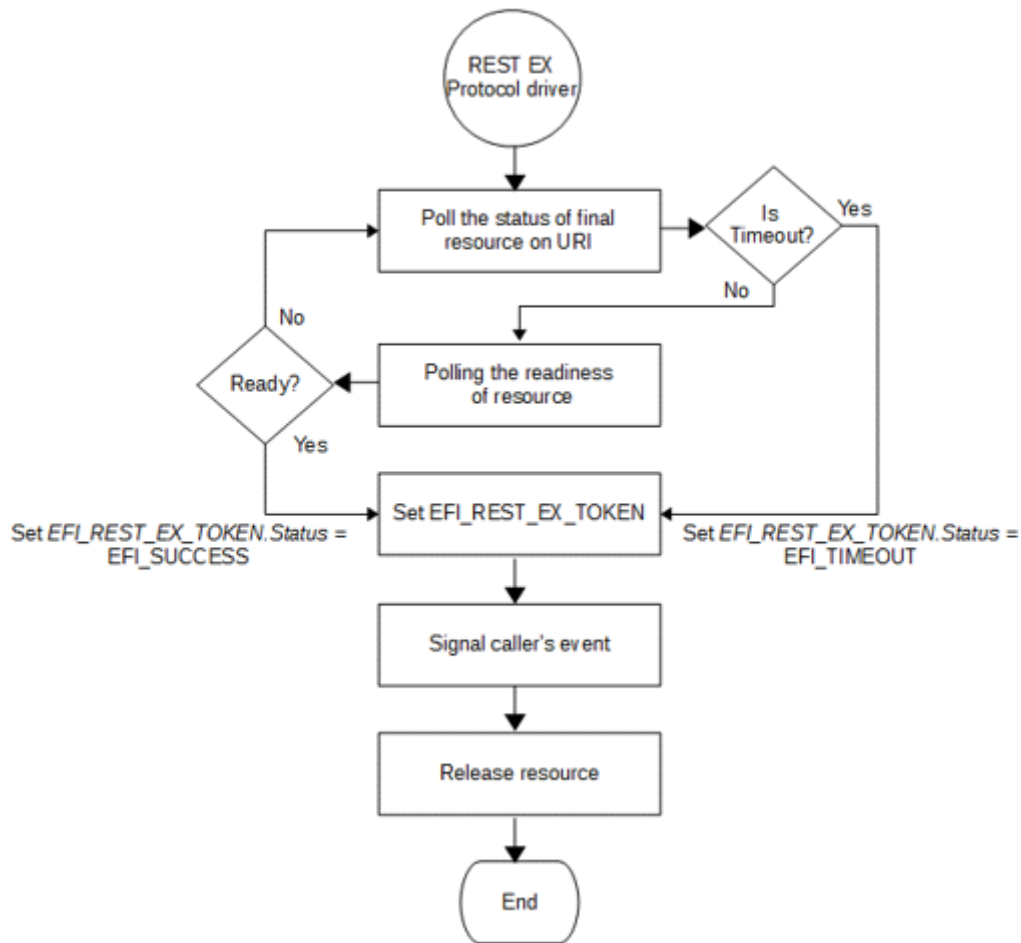 REST EX
Protocol driver
Poll the status of final
resource on URI
Is
Timeout?
Yes
No
No
Polling the readiness
of resource
Ready?
Yes
Set EFI_REST_EX_TOKEN
Set EFI_REST_EX_TOKEN.Status =
EFI_SUCCESS
Set EFI_REST_EX_TOKEN.Status =
EFI_TIMEOUT
Signal caller's event
Release resource
End